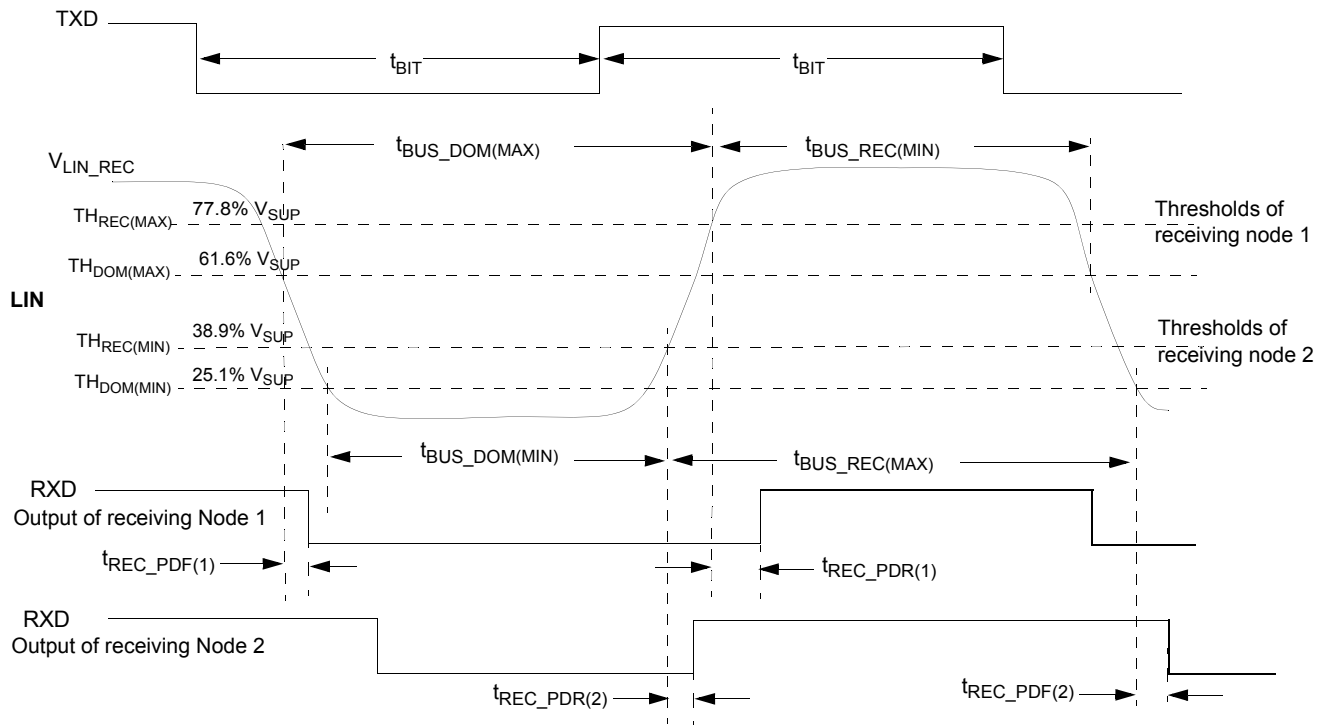 TXD
tBIT
tBIT
tBUS_DOM(MAX)
tBUS_REC(MIN)
VLIN_REC
THREC(MAX)
77.8% VSUP
Thresholds of
receiving node 1
THDOM(MAX)
61.6% VSUP
LIN
THREC(MIN)
38.9% VSUP
Thresholds of
receiving node 2
THDOM(MIN)
25.1% VSUP
tBUS_DOM(MIN)
tBUS_REC(MAX)
RXD
Output of receiving Node 1
tREC_PDF(1)
tREC_PDR(1)
RXD
Output of receiving Node 2
tREC_PDR(2)
tREC_PDF(2)